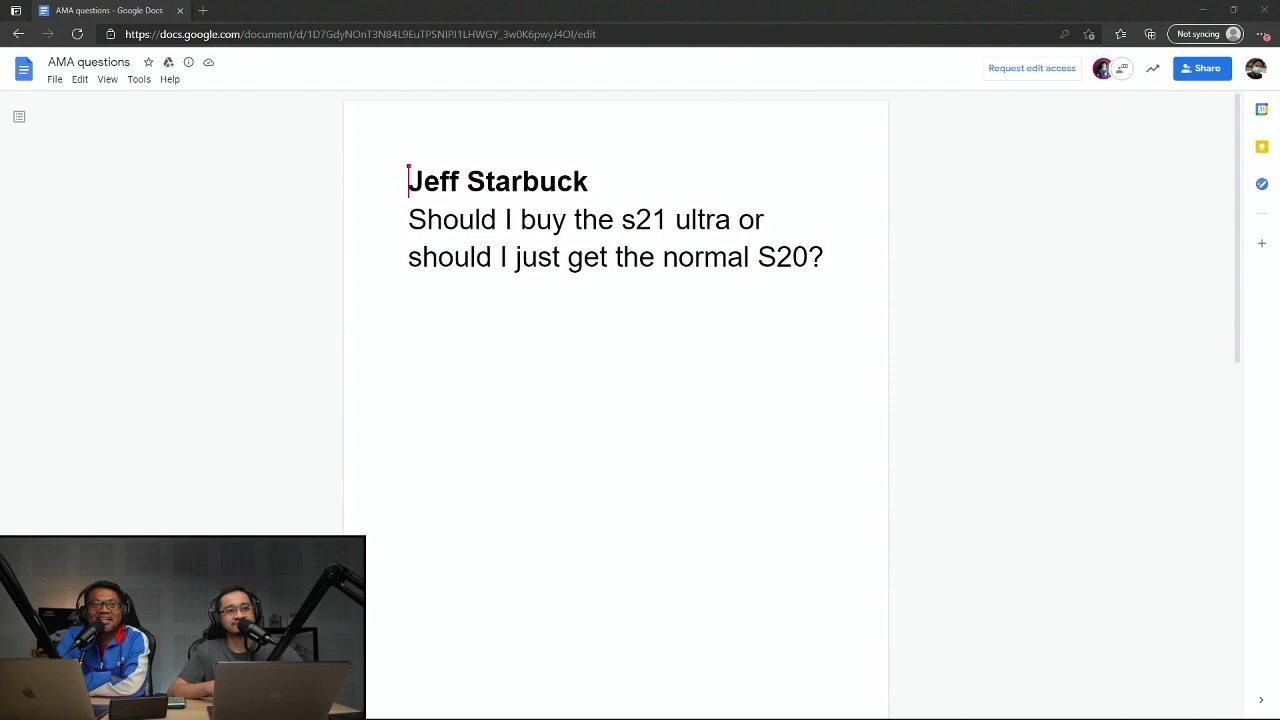 AMA questions - Google Docs
https://docs.google.com/document/d/1D7GdyNOnT3N84L9EuTPSNIPJ1LHWGY_3w0K6pwyJ4OI/edit
Not syncing
AMA questions
File Edit View Tools Help
Request edit access
Share
31
Jeff Starbuck
Should I buy the s21 ultra or
should I just get the normal S20?